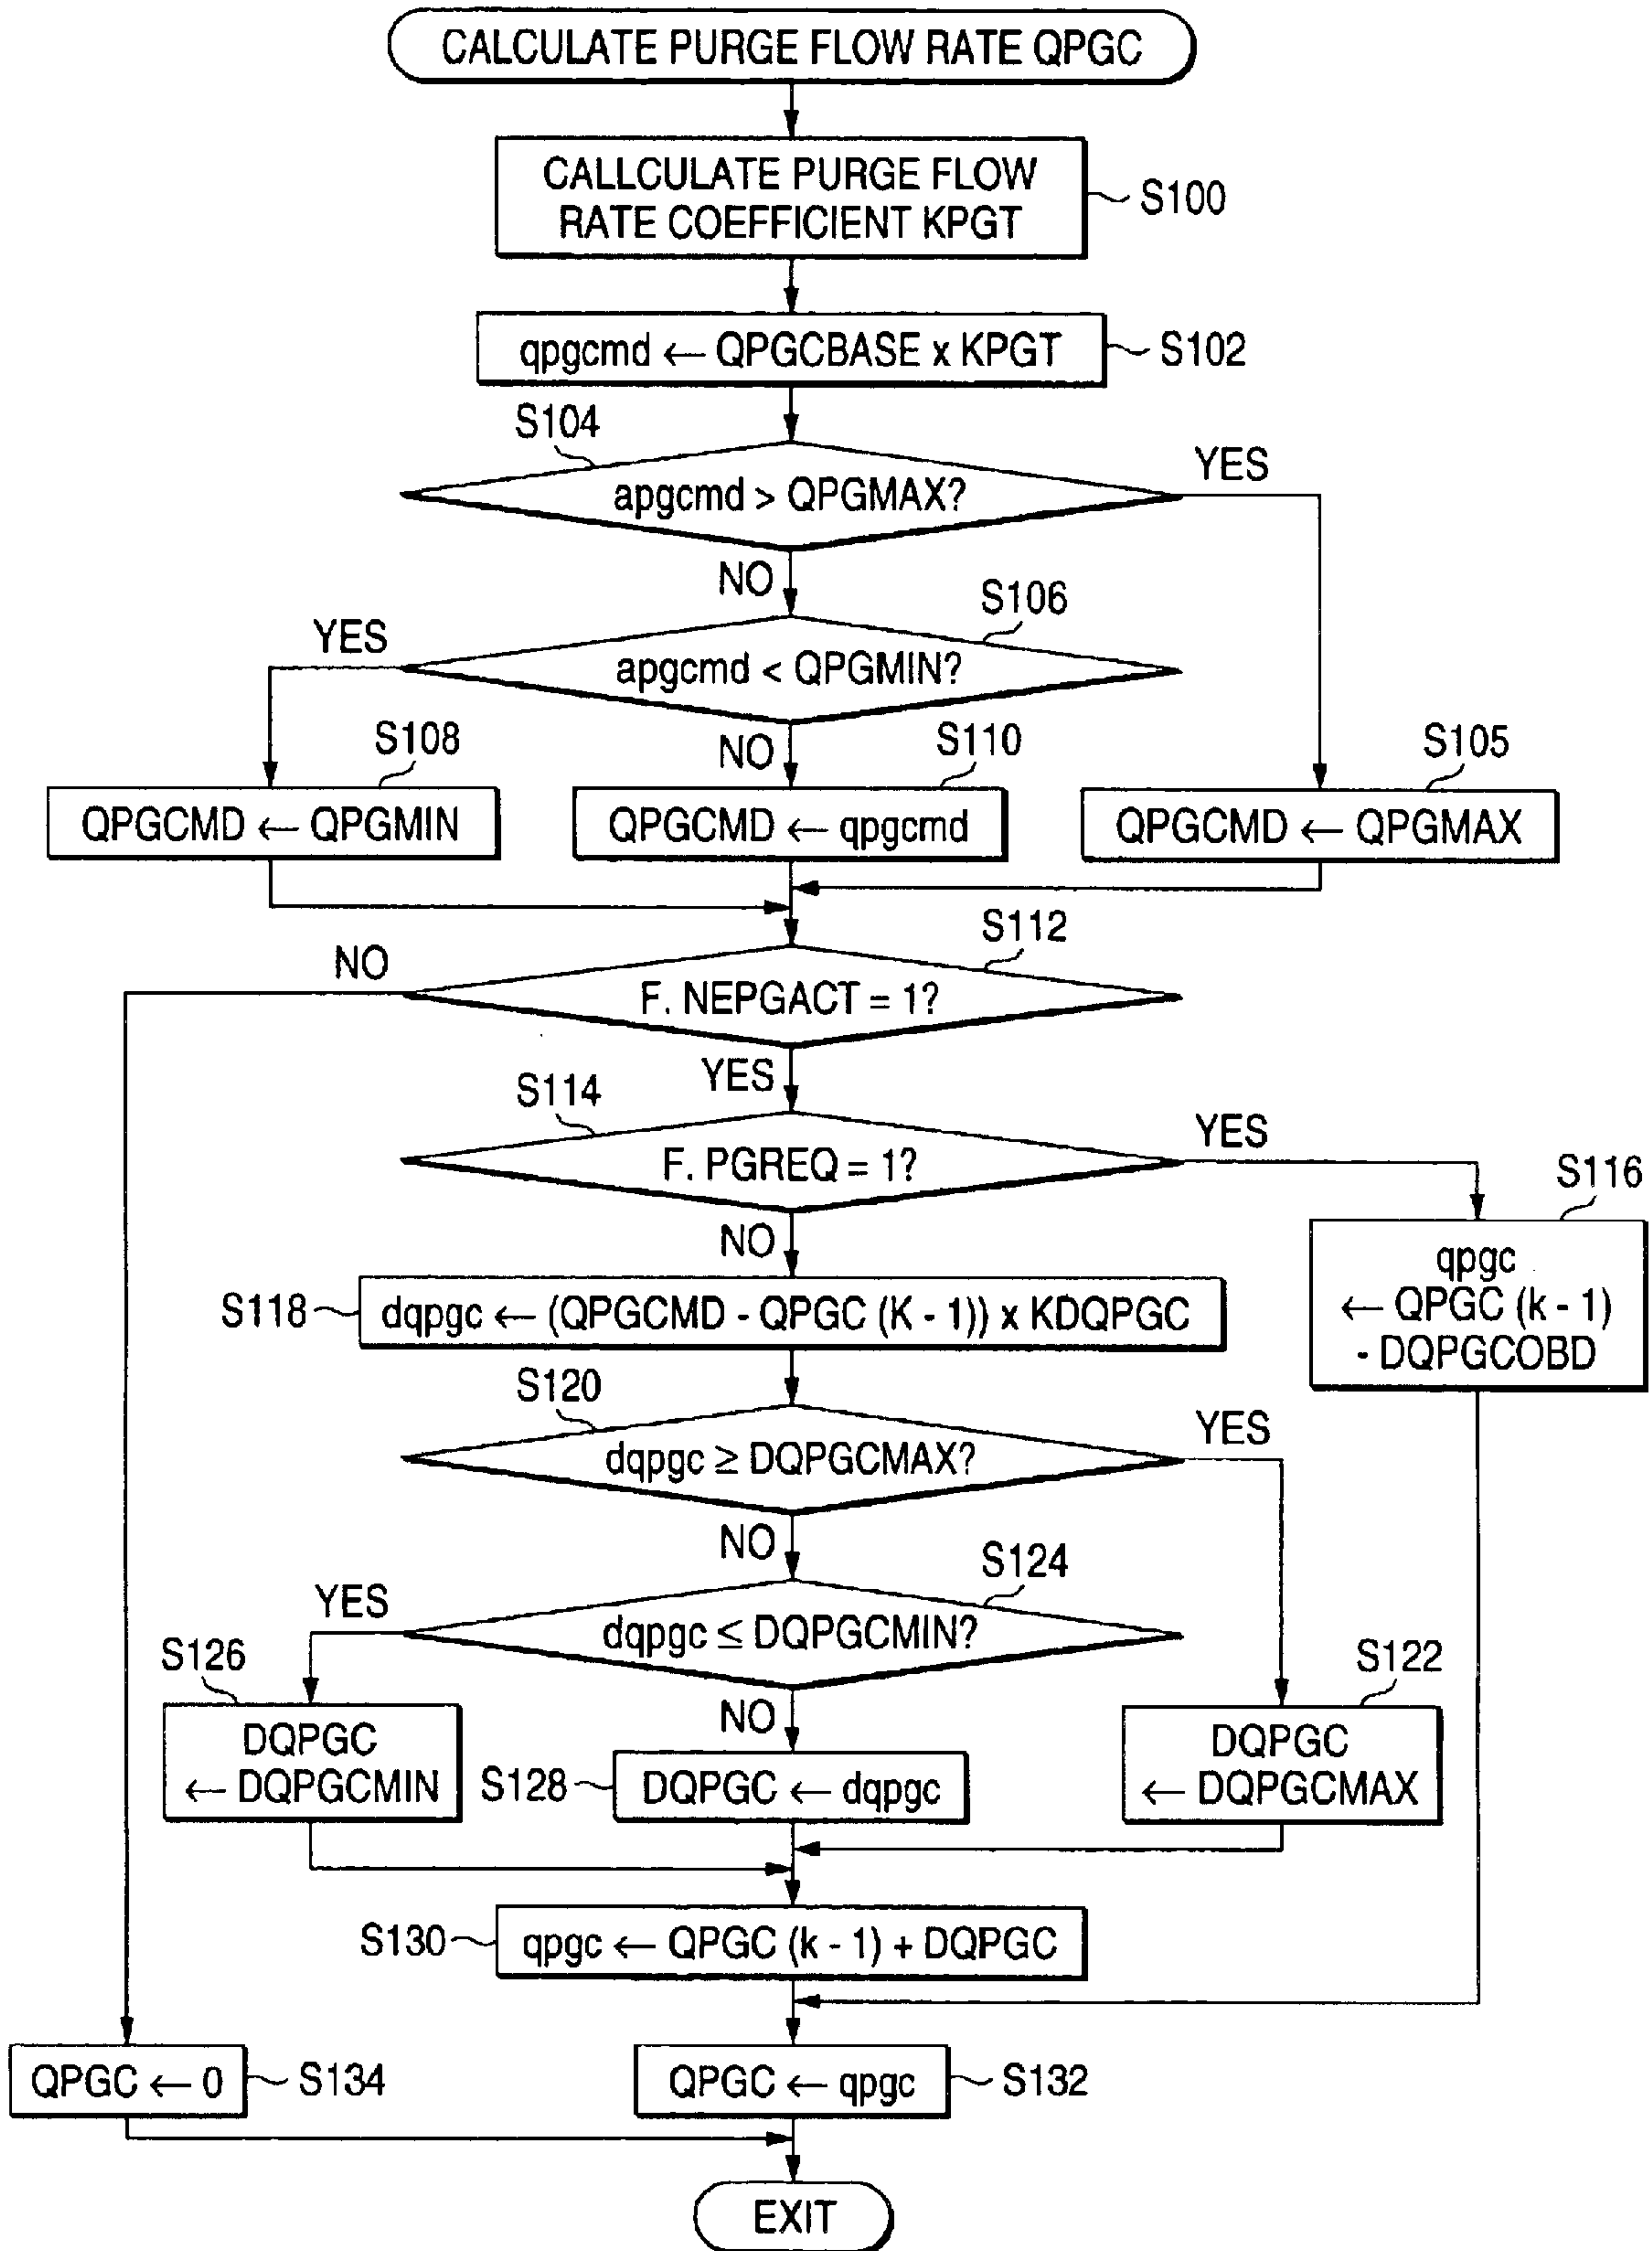 CALCULATE PURGE FLOW RATE QPGC
CALLCULATE PURGE FLOW
RATE COEFFICIENT KPGT
S100
qpgcmd ← QPGCBASE x KPGT
S102
S104
apgcmd > QPGMAX?
YES
NO
S106
YES
apgcmd < QPGMIN?
NO
S108
S110
S105
QPGCMD ← QPGMIN
QPGCMD ← qpgcmd
QPGCMD ← QPGMAX
S112
NO
F. NEPGACT = 1?
YES
S114
YES
F. PGREQ = 1?
NO
S116
qpgc
← QPGC (k - 1)
- DQPGCOBD
S118
dqpgc ← (QPGCMD - QPGC (K - 1)) x KDQPGC
S120
YES
dqpgc ≥ DQPGCMAX?
NO
S124
YES
dqpgc ≤ DQPGCMIN?
NO
S126
DQPGC
← DQPGCMIN
S128
DQPGC ← dqpgc
S122
DQPGC
← DQPGCMAX
S130
qpgc ← QPGC (k - 1) + DQPGC
QPGC ← 0
S134
QPGC ← qpgc
S132
EXIT